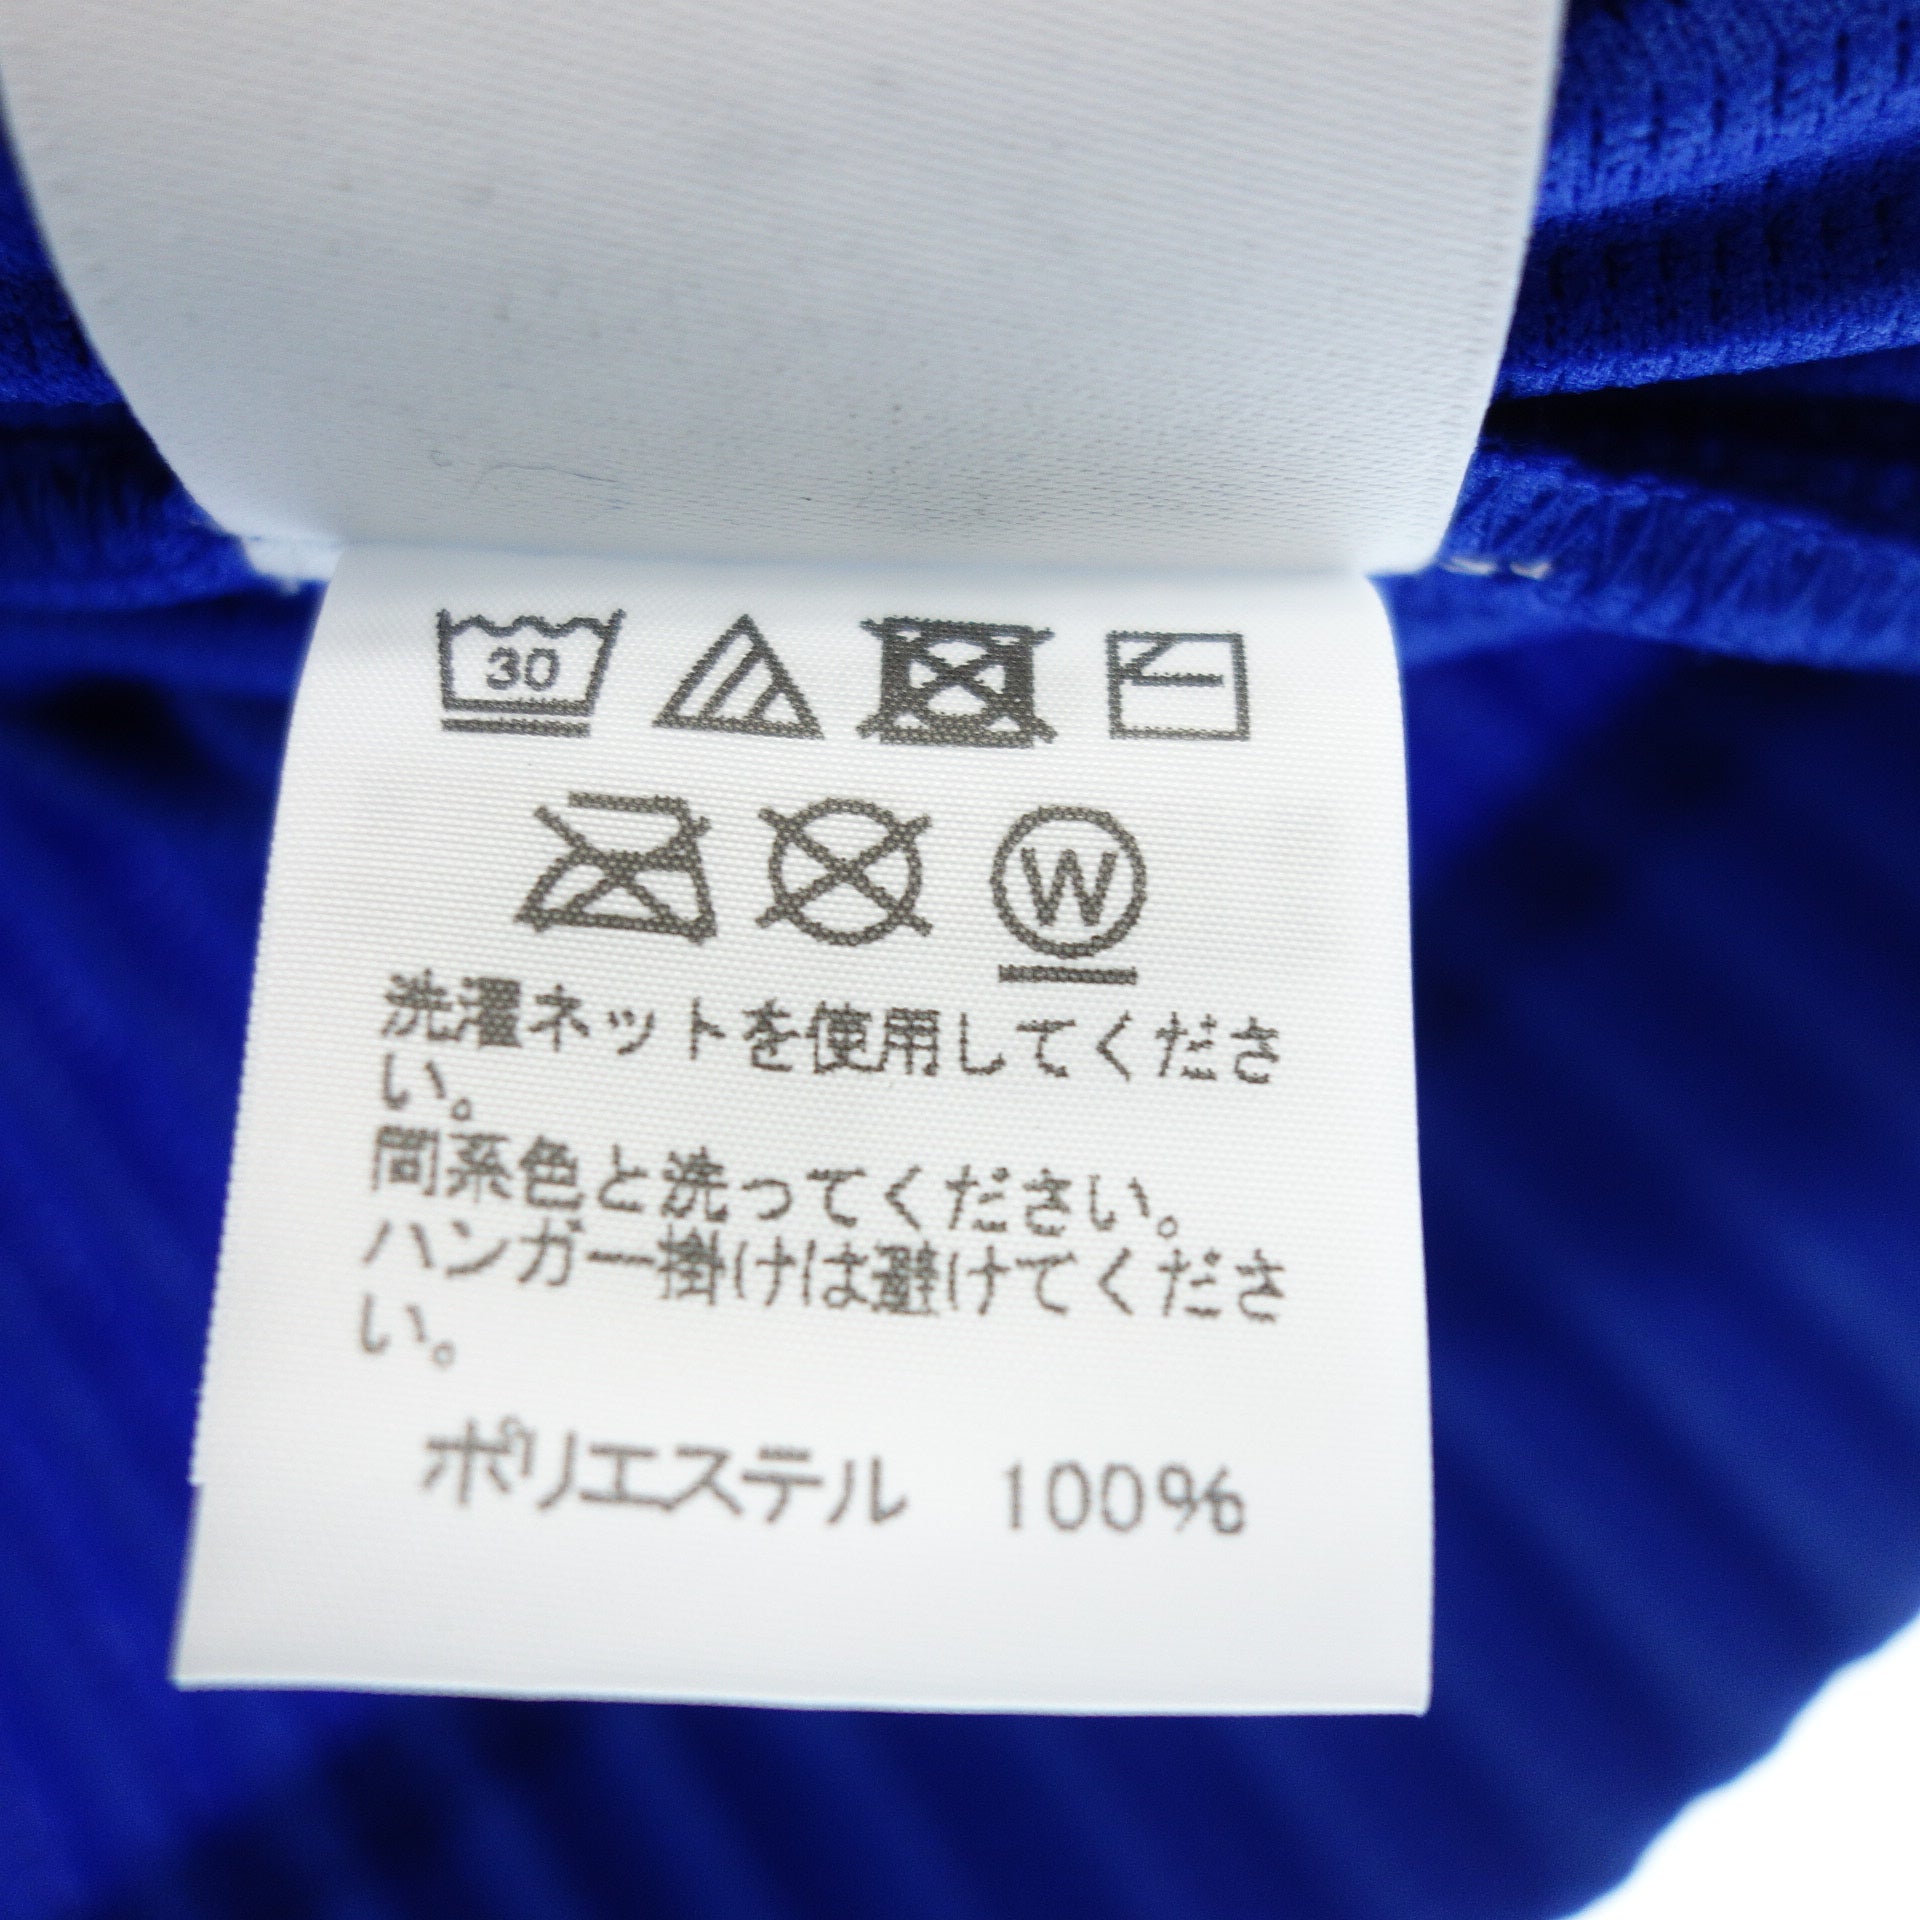 30
W
洗濯ネットを使用してくださ
い。
同系色と洗ってください。
ハンガー掛けは避けてくださ
い。
ポリエステル 100%